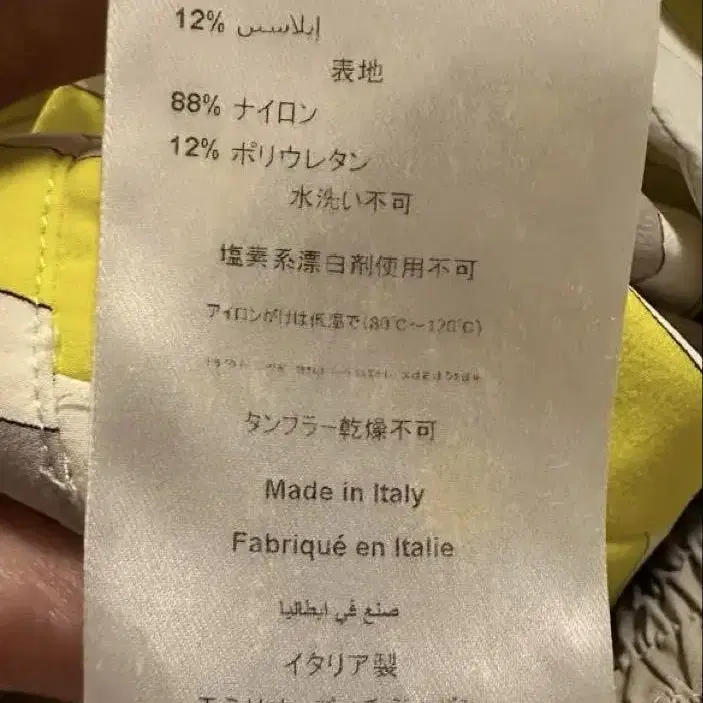 12% إيلاستين
表地
88% ナイロン
12% ポリウレタン
水洗い不可
塩素系漂白剤使用不可
アイロンがけは低温で(80℃～120℃)
タンブラー乾燥不可
Made in Italy
Fabriqué en Italie
صنع في ايطاليا
イタリア製